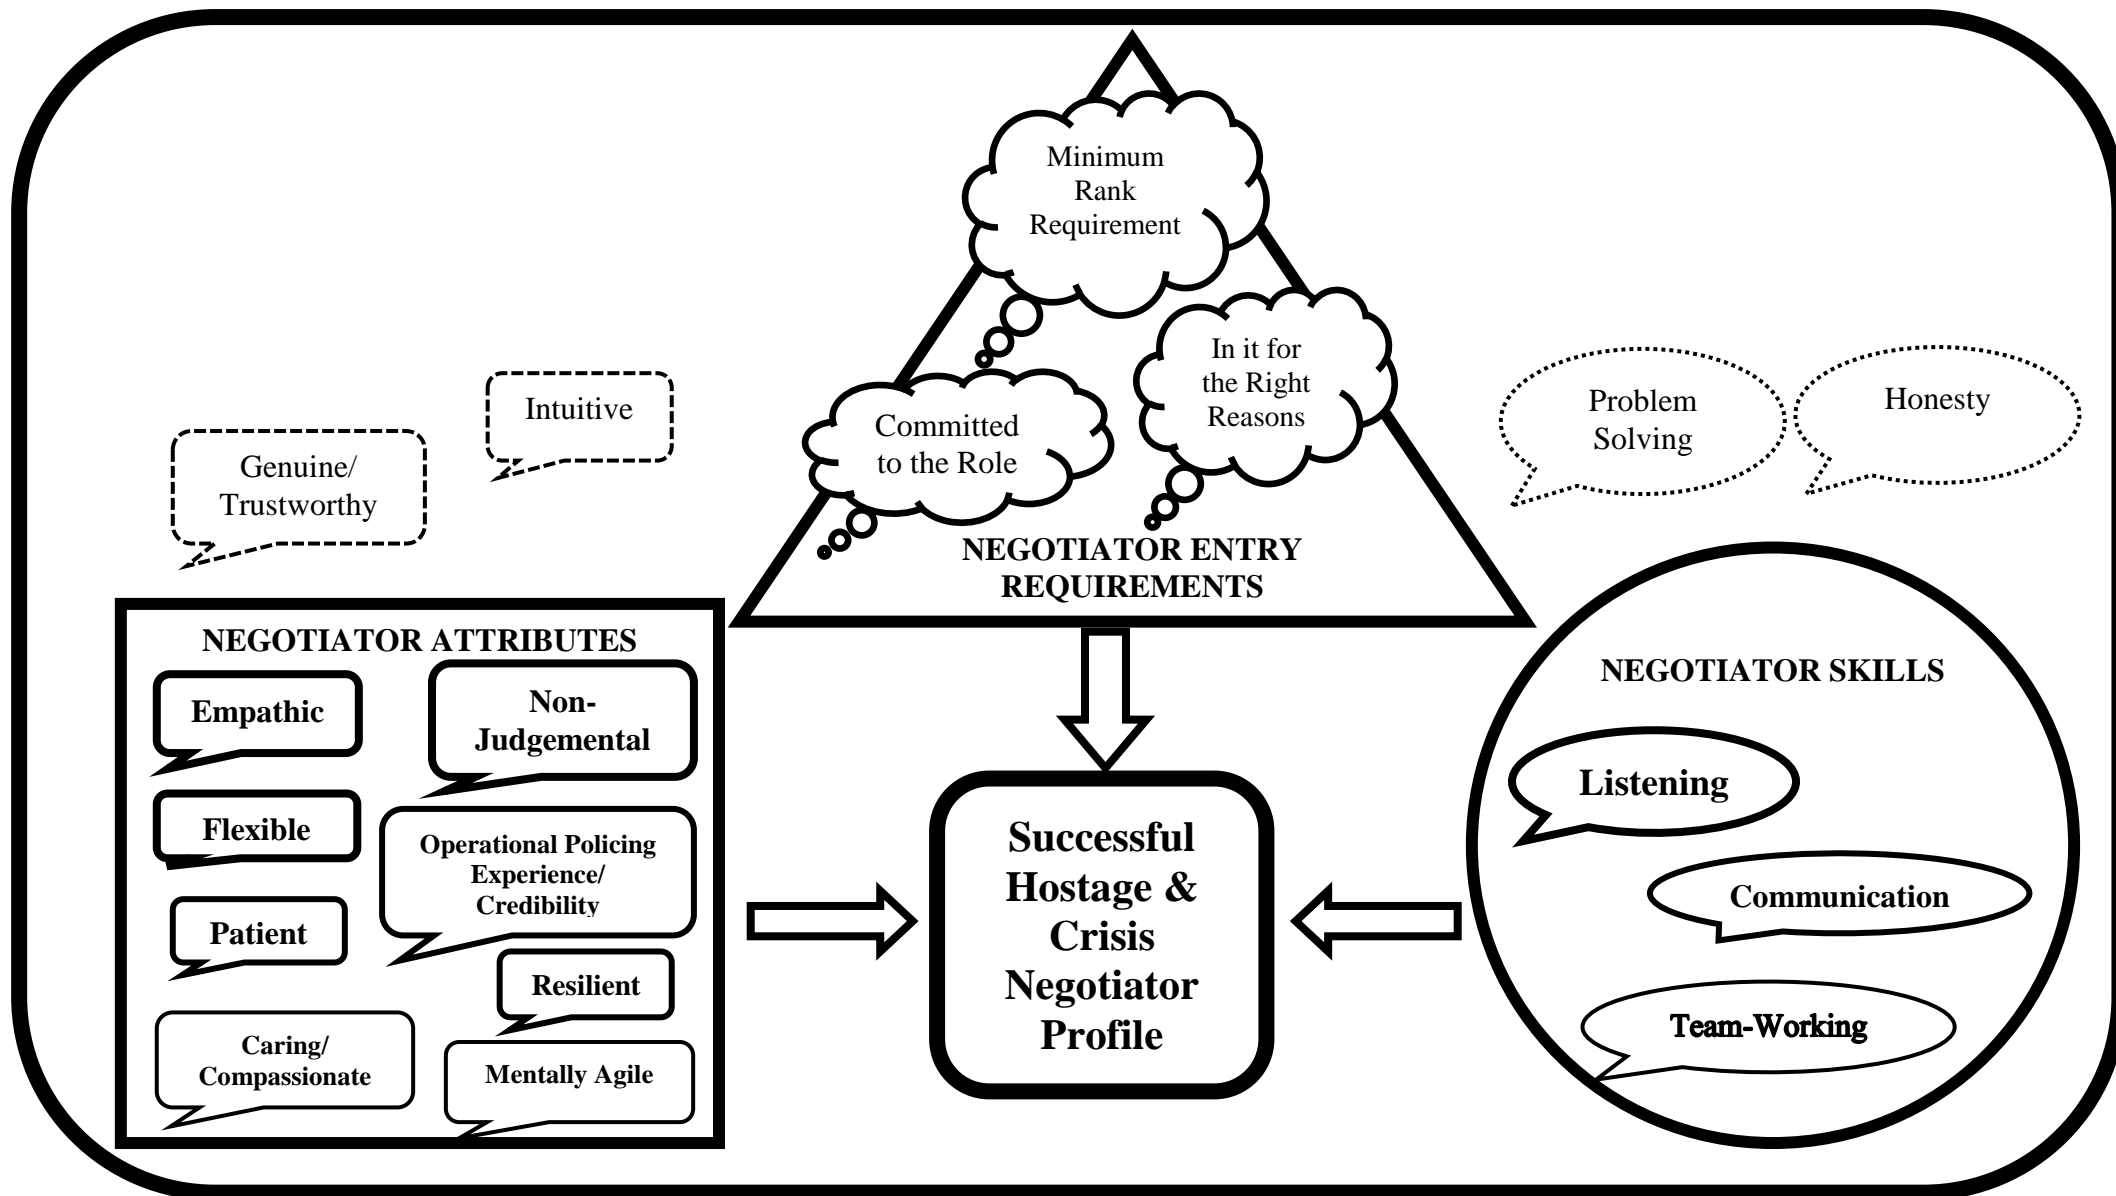 Minimum
Rank
Requirement
In it for
the Right
Reasons
Committed
to the Role
NEGOTIATOR ENTRY
REQUIREMENTS
Intuitive
Genuine/
Trustworthy
Problem
Solving
Honesty
NEGOTIATOR ATTRIBUTES
Empathic
Non-
Judgemental
Flexible
Operational Policing
Experience/
Credibility
Patient
Resilient
Caring/
Compassionate
Mentally Agile
Successful
Hostage &
Crisis
Negotiator
Profile
NEGOTIATOR SKILLS
Listening
Communication
Team-Working